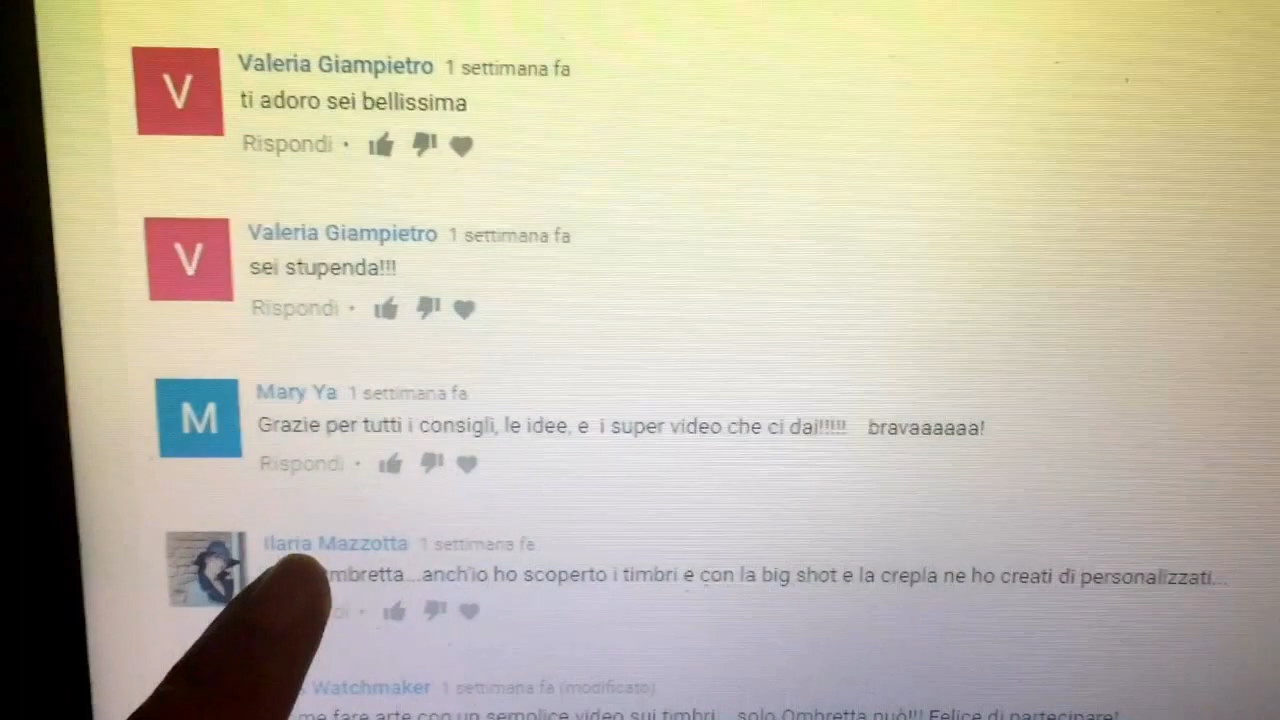 V
Valeria Giampietro 1 settimana fa
ti adoro sei bellissima
Rispondi •
V
Valeria Giampietro 1 settimana fa
sei stupenda!!!
Rispondi •
M
Mary Ya 1 settimana fa
Grazie per tutti i consigli, le idee, e i super video che ci dai!!!!! bravaaaaaa!
Rispondi •
Ilaria Mazzotta 1 settimana fa
mbretta...anch'io ho scoperto i timbri e con la big shot e la crepla ne ho creati di personalizzati...
di •
Watchmaker 1 settimana fa (modificato)
me fare arte con un semplice video sui timbri... solo Ombretta può!!! Felice di partecipare!